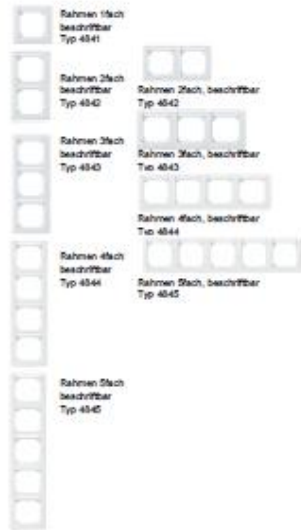 Rahmen 1fach
beschriftbar
Typ 4841
Rahmen 2fach
beschriftbar
Typ 4842
Rahmen 2fach, beschriftbar
Typ 4842
Rahmen 3fach
beschriftbar
Typ 4843
Rahmen 3fach, beschriftbar
Typ 4843
Rahmen 4fach, beschriftbar
Typ 4844
Rahmen 4fach
beschriftbar
Typ 4844
Rahmen 5fach, beschriftbar
Typ 4845
Rahmen 5fach
beschriftbar
Typ 4845